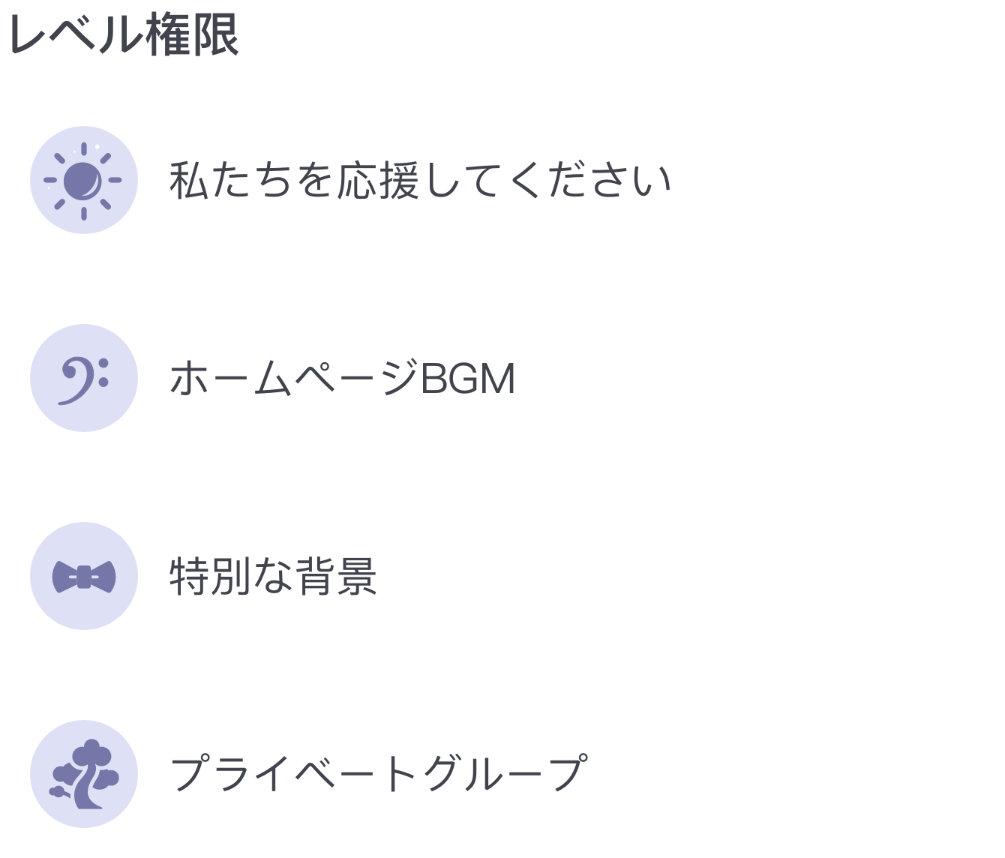 レベル権限
私たちを応援してください
ホームページBGM
特別な背景
プライベートグループ